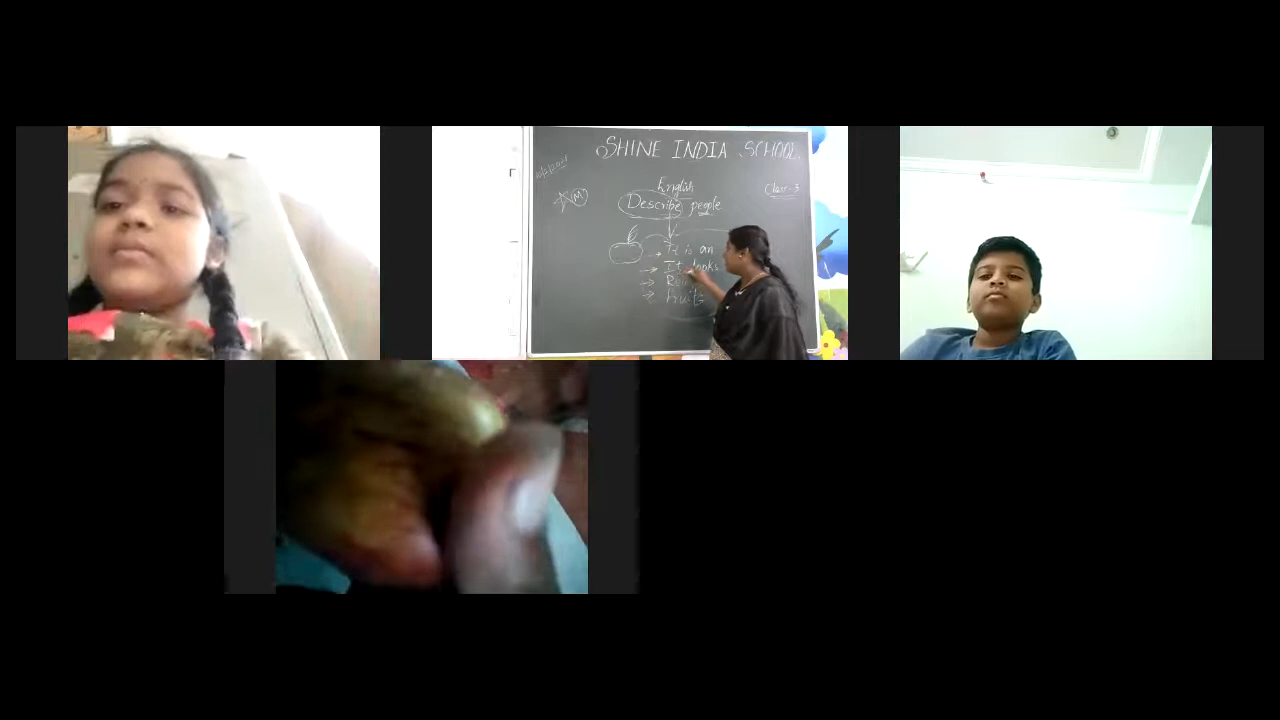 SHINE INDIA SCHOOL
English
Class-3
M
Describe people
It is an
It looks
fruits